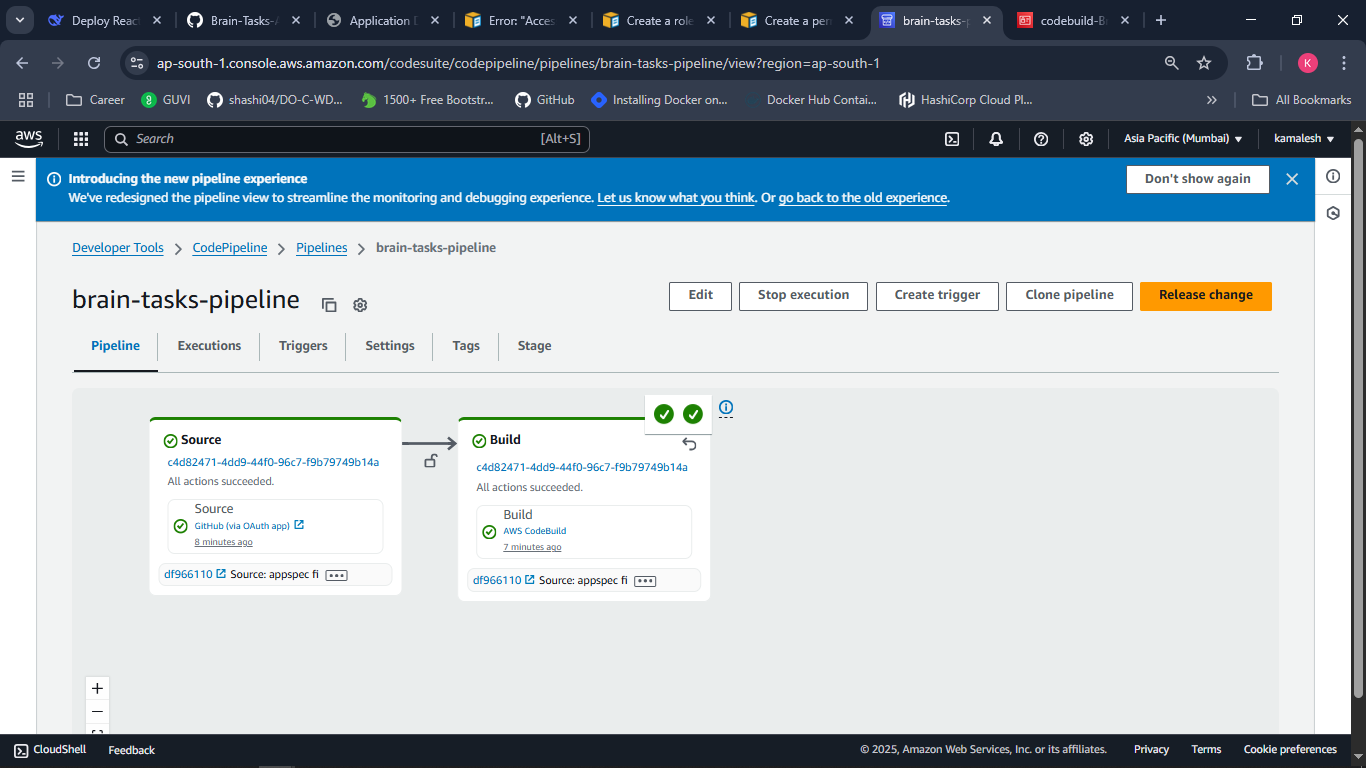 Deploy React
Brain-Tasks-A
Application D
Error: "Acces
Create a role
Create a per
brain-tasks-p
codebuild-Br
ap-south-1.console.aws.amazon.com/codesuite/codepipeline/pipelines/brain-tasks-pipeline/view?region=ap-south-1
K
Career
GUVI
shashi04/DO-C-WD...
1500+ Free Bootstr...
GitHub
Installing Docker on...
Docker Hub Contai...
HashiCorp Cloud Pl...
All Bookmarks
aws
Search
[Alt+S]
Asia Pacific (Mumbai)
kamalesh
Introducing the new pipeline experience
We've redesigned the pipeline view to streamline the monitoring and debugging experience. Let us know what you think. Or go back to the old experience.
Don't show again
Developer Tools
CodePipeline
Pipelines
brain-tasks-pipeline
brain-tasks-pipeline
Edit
Stop execution
Create trigger
Clone pipeline
Release change
Pipeline
Executions
Triggers
Settings
Tags
Stage
Source
c4d82471-4dd9-44f0-96c7-f9b79749b14a
All actions succeeded.
Source
GitHub (via OAuth app)
8 minutes ago
df966110 Source: appspec fi
Build
c4d82471-4dd9-44f0-96c7-f9b79749b14a
All actions succeeded.
Build
AWS CodeBuild
7 minutes ago
df966110 Source: appspec fi
CloudShell
Feedback
© 2025, Amazon Web Services, Inc. or its affiliates.
Privacy
Terms
Cookie preferences